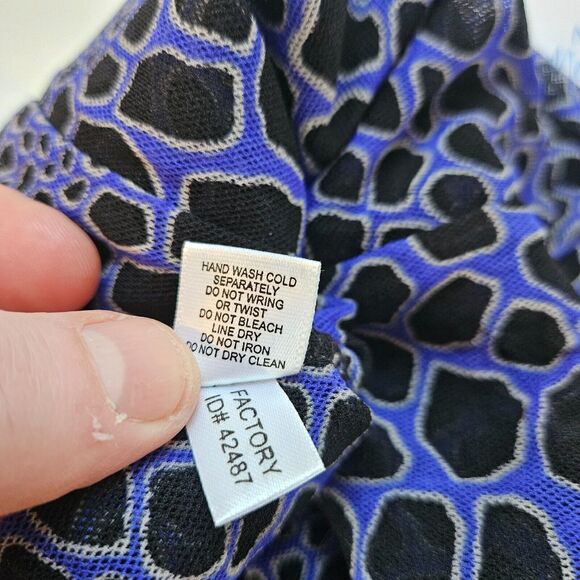 HAND WASH COLD
SEPARATELY
DO NOT WRING
OR TWIST
DO NOT BLEACH
LINE DRY
DO NOT IRON
DO NOT DRY CLEAN
FACTORY
ID# 42487